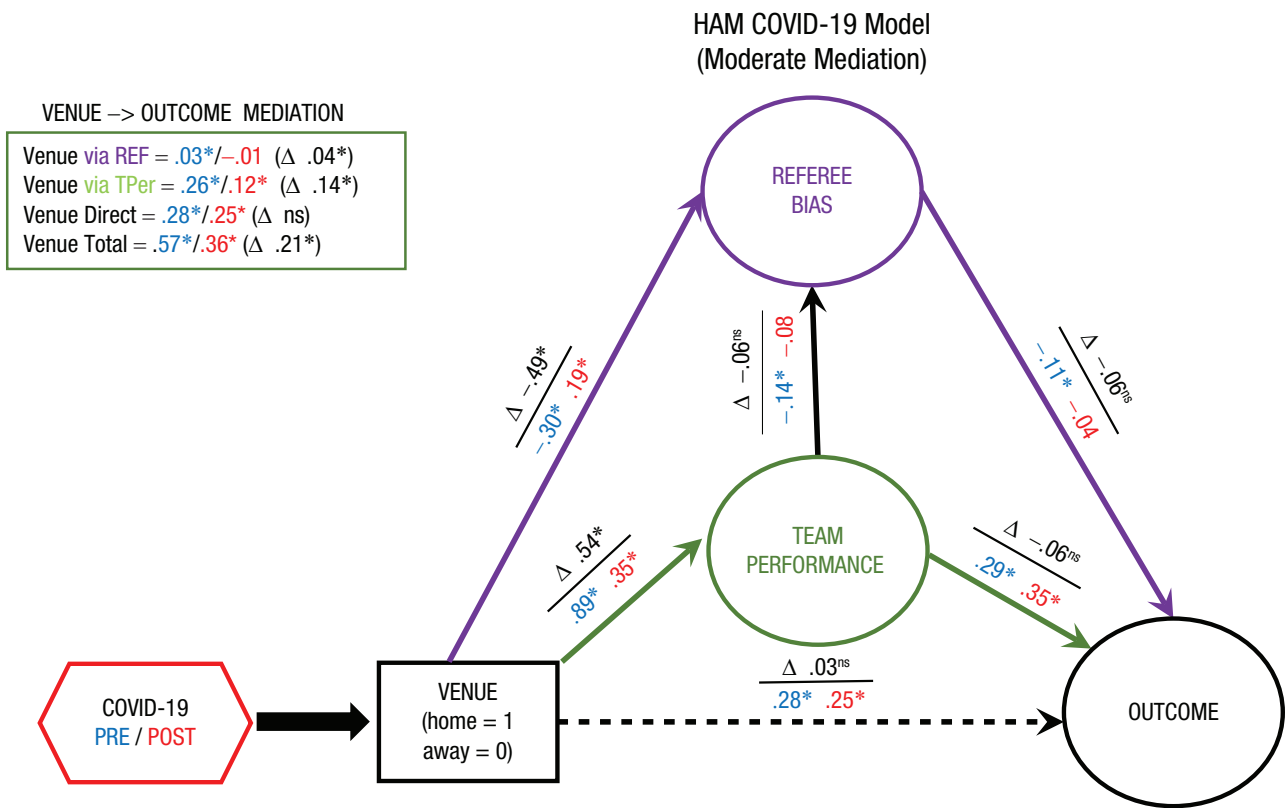 HAM COVID-19 Model
(Moderate Mediation)
VENUE –> OUTCOME MEDIATION
Venue via REF = .03*/–.01 (Δ .04*)
Venue via TPer = .26*/.12* (Δ .14*)
Venue Direct = .28*/.25* (Δ ns)
Venue Total = .57*/.36* (Δ .21*)
REFEREE
BIAS
Δ –.49*
–.30* .19*
Δ –.06ns
–.14* –.08
Δ –.06ns
–.11* –.04
TEAM
PERFORMANCE
Δ .54*
.89* .35*
Δ –.06ns
.29* .35*
Δ .03ns
.28* .25*
COVID-19
PRE / POST
VENUE
(home = 1
away = 0)
OUTCOME